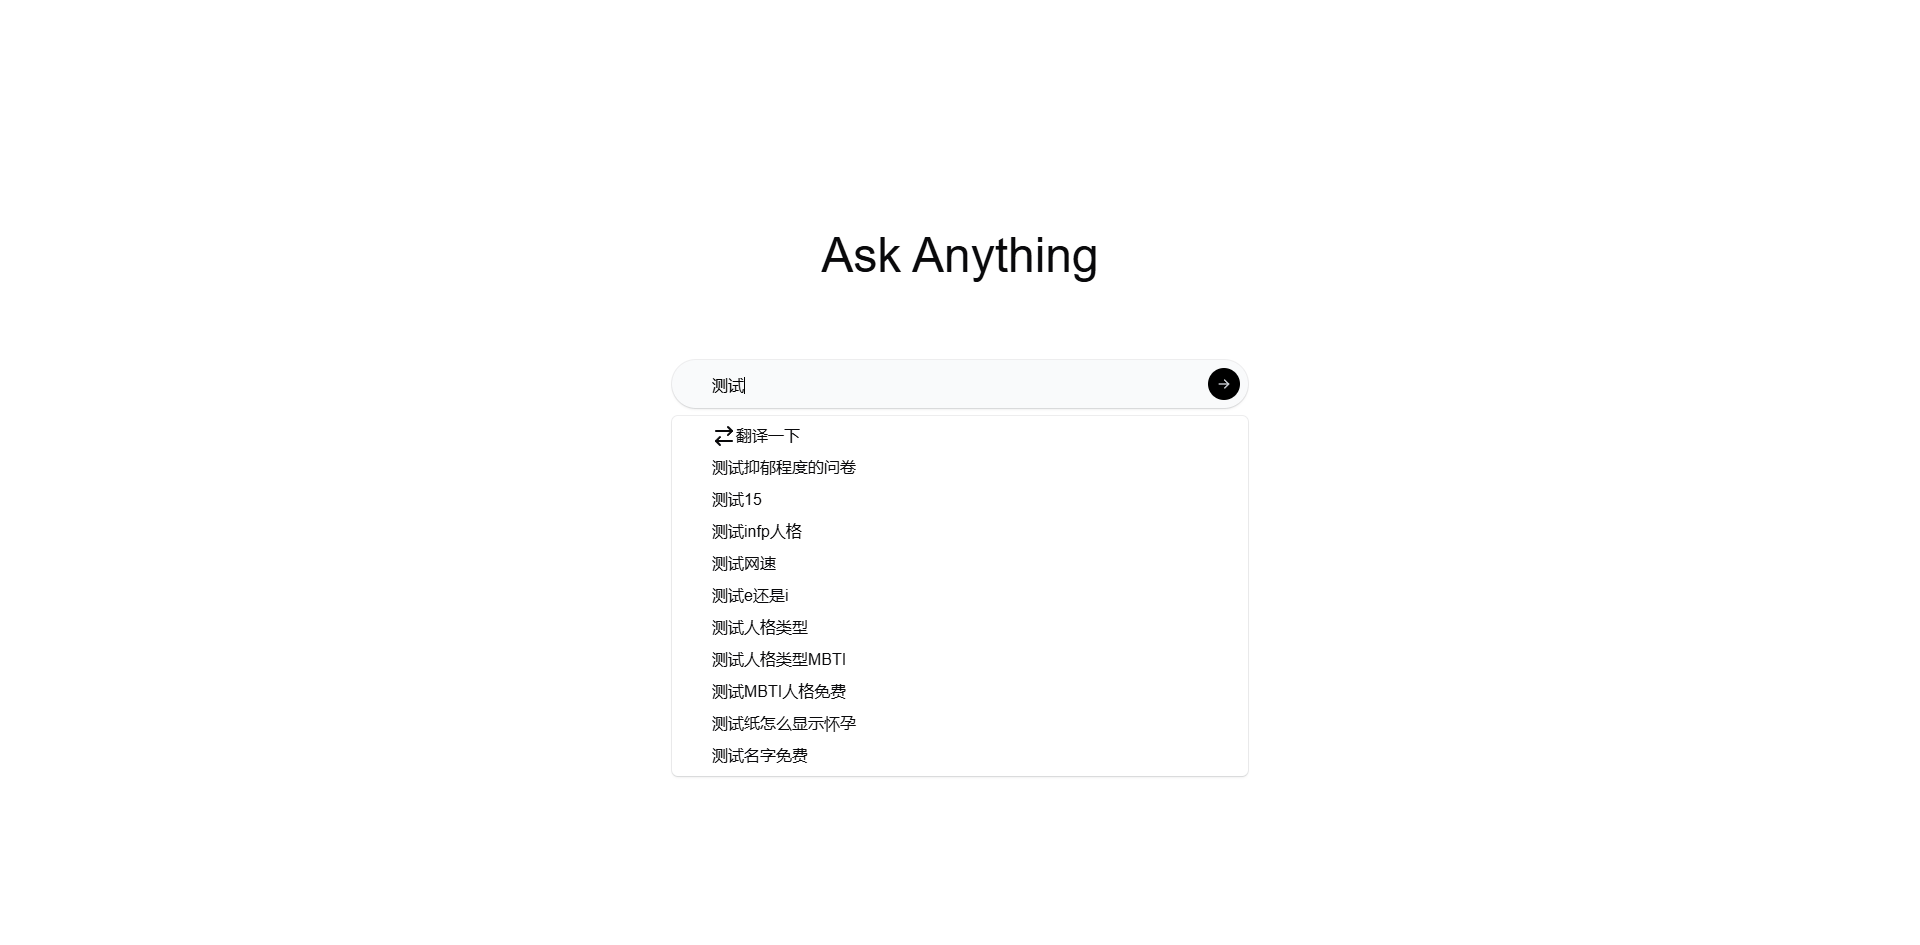 Ask Anything
测试
翻译一下
测试抑郁程度的问卷
测试15
测试infp人格
测试网速
测试e还是i
测试人格类型
测试人格类型MBTI
测试MBTI人格免费
测试纸怎么显示怀孕
测试名字免费